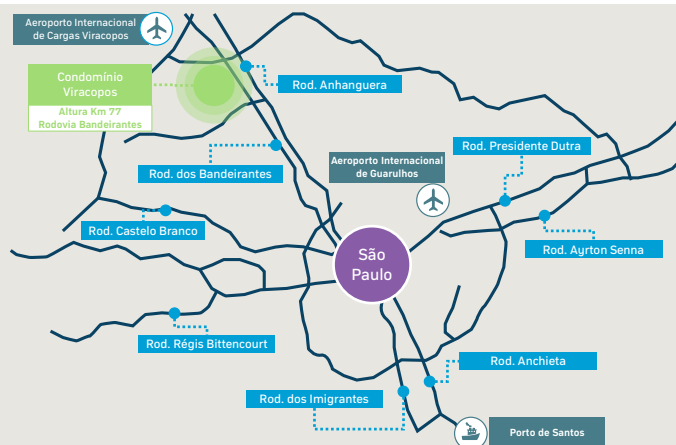 Aeroporto Internacional
de Cargas Viracopos
Condomínio
Viracopos
Altura Km 77
Rodovia Bandeirantes
Rod. Anhanguera
Rod. dos Bandeirantes
Aeroporto Internacional
de Guarulhos
Rod. Presidente Dutra
Rod. Castelo Branco
São
Paulo
Rod. Ayrton Senna
Rod. Régis Bittencourt
Rod. Anchieta
Rod. dos Imigrantes
Porto de Santos